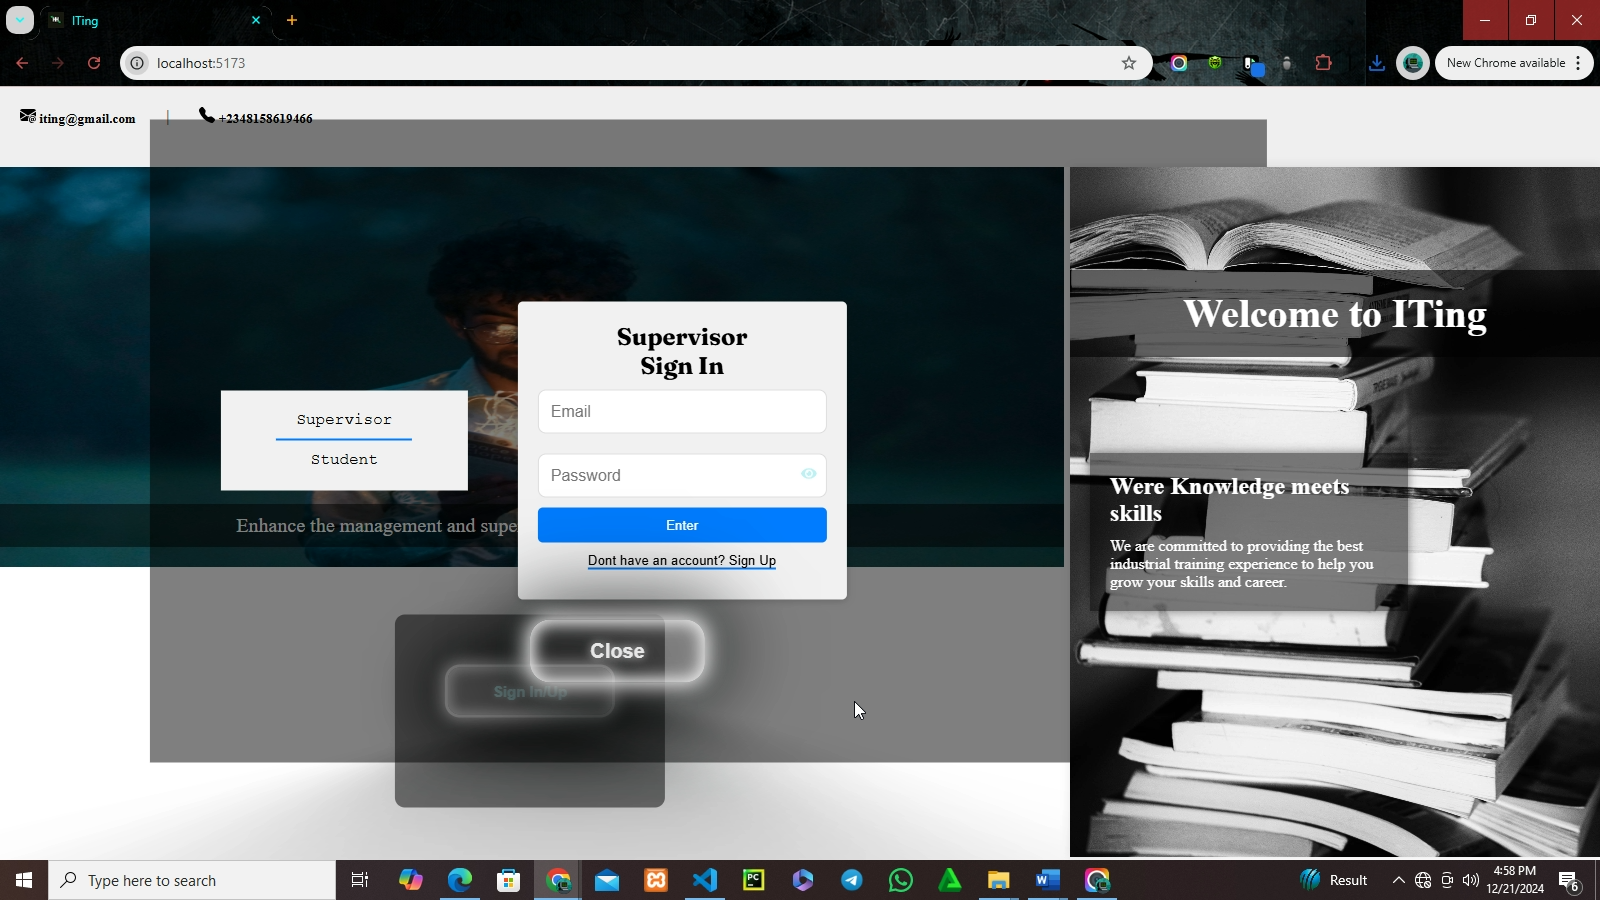 ITing
localhost:5173
New Chrome available
iting@gmail.com
|
+2348158619466
Supervisor
Sign In
Email
Password
Enter
Dont have an account? Sign Up
Supervisor
Student
Enhance the management and supe
Close
Sign In/Up
Welcome to ITing
Were Knowledge meets
skills
We are committed to providing the best
industrial training experience to help you
grow your skills and career.
Type here to search
PC
Result
4:58 PM
12/21/2024
6